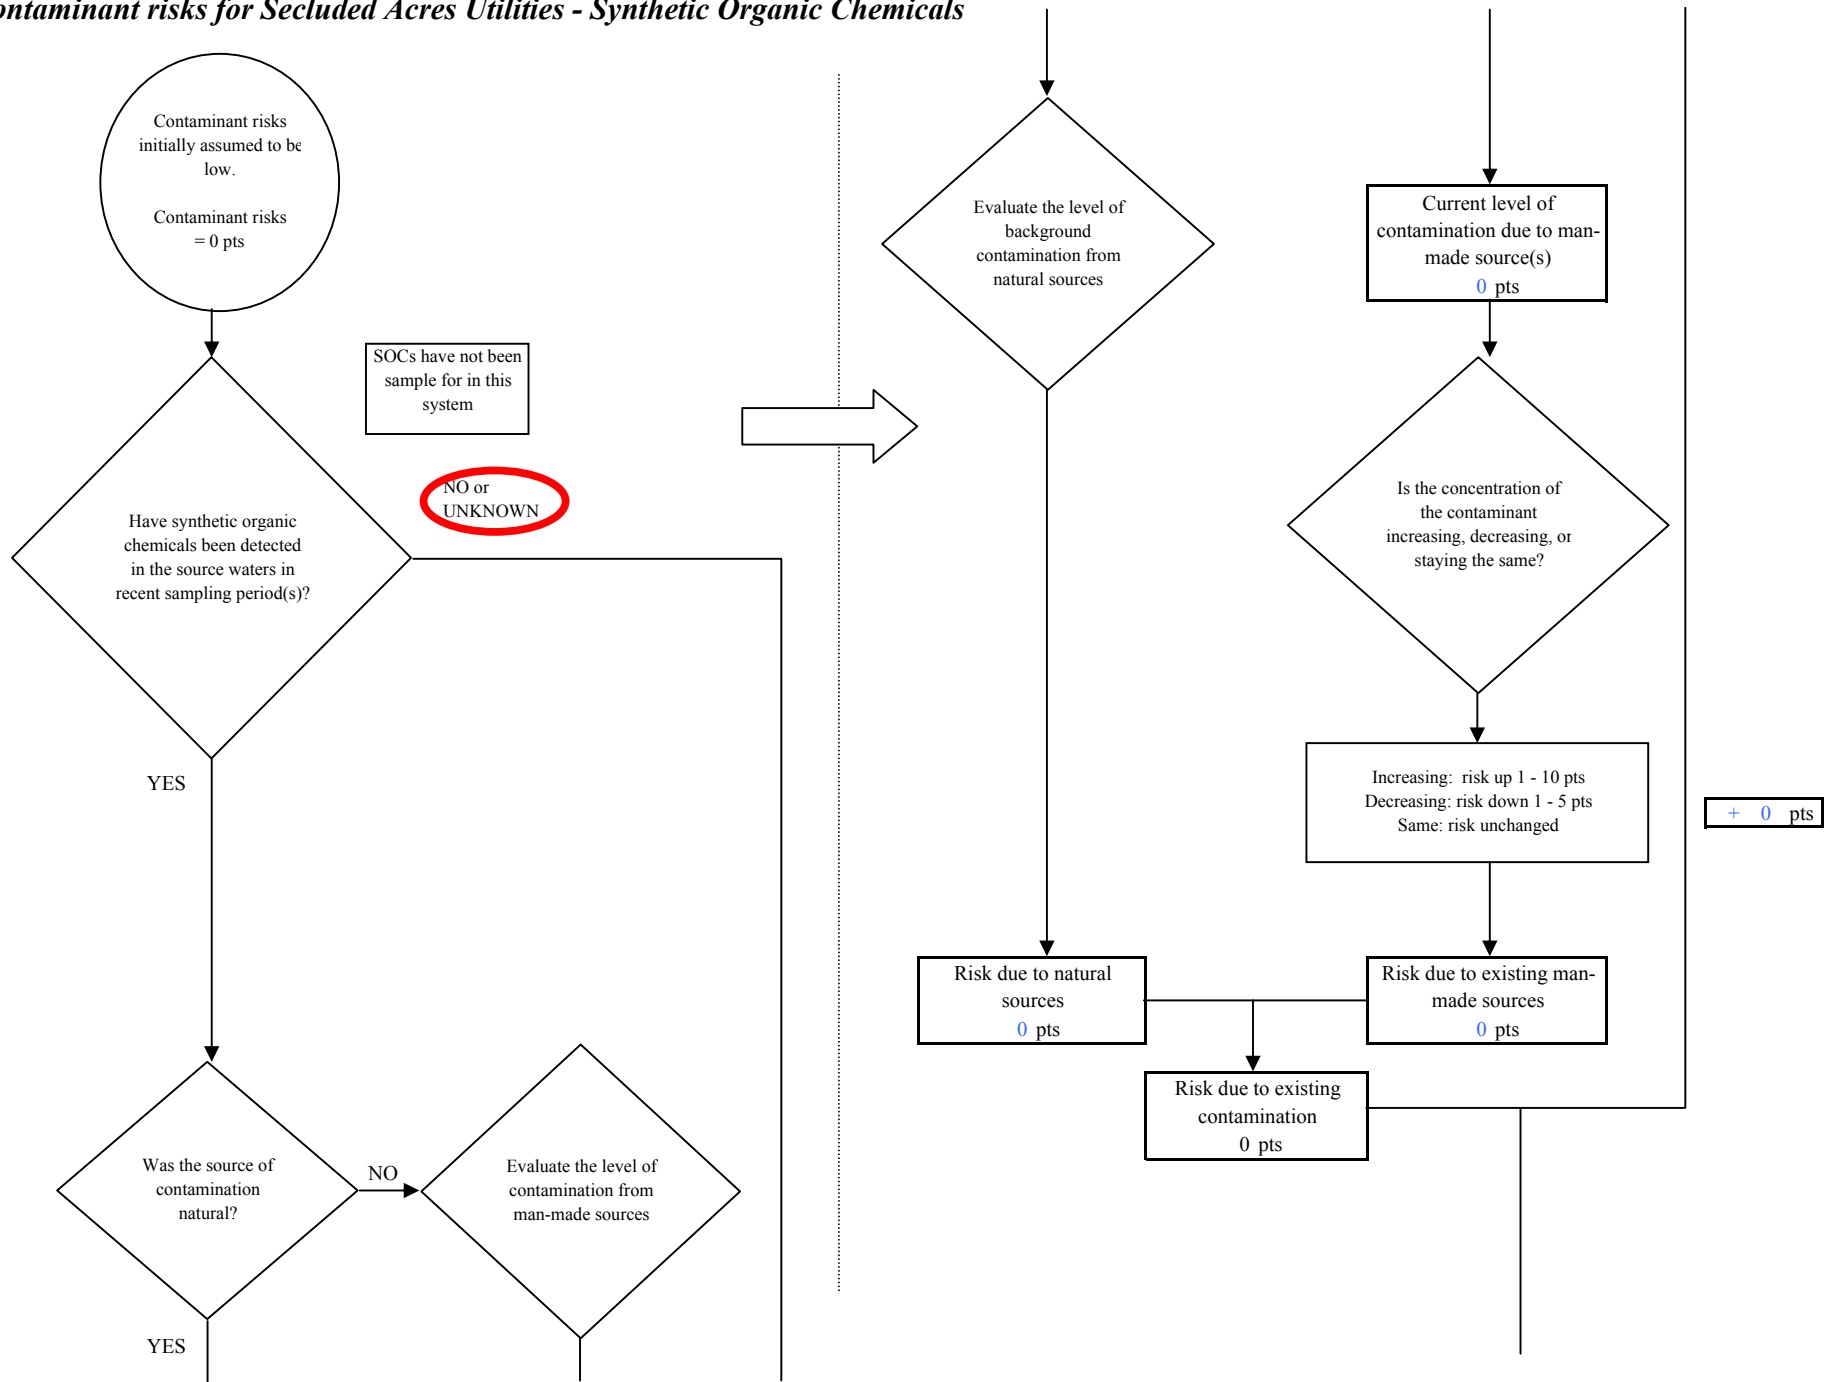 ontaminant risks for Secluded Acres Utilities - Synthetic Organic Chemicals
Contaminant risks
initially assumed to be
low.
Contaminant risks
= 0 pts
SOCs have not been
sample for in this
system
NO or
UNKNOWN
Have synthetic organic
chemicals been detected
in the source waters in
recent sampling period(s)?
YES
Was the source of
contamination
natural?
NO
Evaluate the level of
contamination from
man-made sources
YES
Evaluate the level of
background
contamination from
natural sources
Current level of
contamination due to man-
made source(s)
0 pts
Is the concentration of
the contaminant
increasing, decreasing, or
staying the same?
Increasing: risk up 1 - 10 pts
Decreasing: risk down 1 - 5 pts
Same: risk unchanged
+ 0 pts
Risk due to natural
sources
0 pts
Risk due to existing man-
made sources
0 pts
Risk due to existing
contamination
0 pts